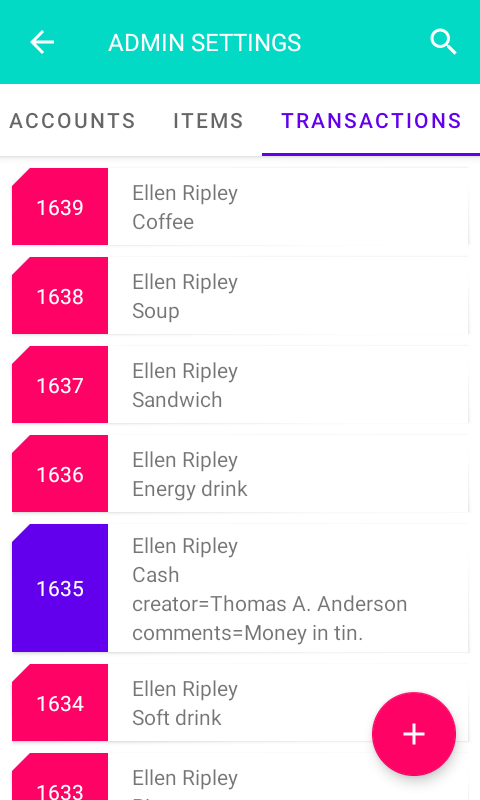 ADMIN SETTINGS
ACCOUNTS ITEMS TRANSACTIONS
1639
Ellen Ripley
Coffee
1638
Ellen Ripley
Soup
1637
Ellen Ripley
Sandwich
1636
Ellen Ripley
Energy drink
1635
Ellen Ripley
Cash
creator=Thomas A. Anderson
comments=Money in tin.
1634
Ellen Ripley
Soft drink
1633
Ellen Ripley